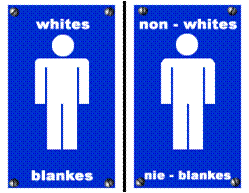 whites
blankes
non - whites
nie - blankes